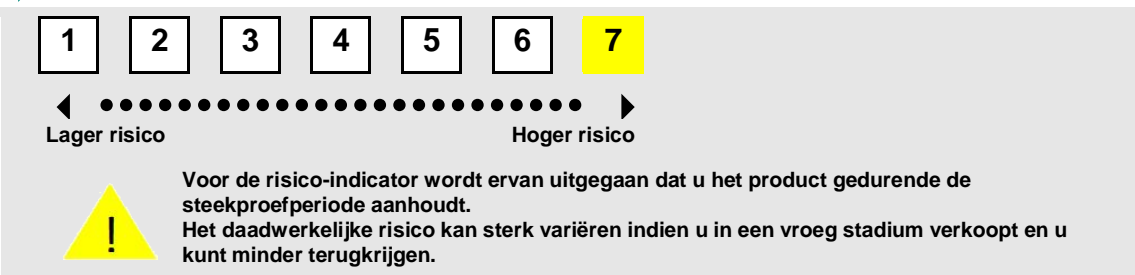 1 2 3 4 5 6 7
Lager risico Hoger risico
!
Voor de risico-indicator wordt ervan uitgegaan dat u het product gedurende de
steekproefperiode aanhoudt.
Het daadwerkelijke risico kan sterk variëren indien u in een vroeg stadium verkoopt en u
kunt minder terugkrijgen.